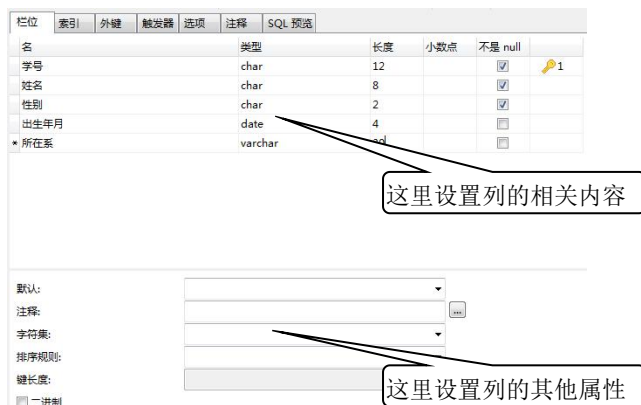 栏位 索引 外键 触发器 选项 注释 SQL 预览
名 类型 长度 小数点 不是 null
学号 char 12 1
姓名 char 8
性别 char 2
出生年月 date 4
* 所在系 varchar
这里设置列的相关内容
默认:
注释: ...
字符集:
排序规则:
键长度:
这里设置列的其他属性
二进制